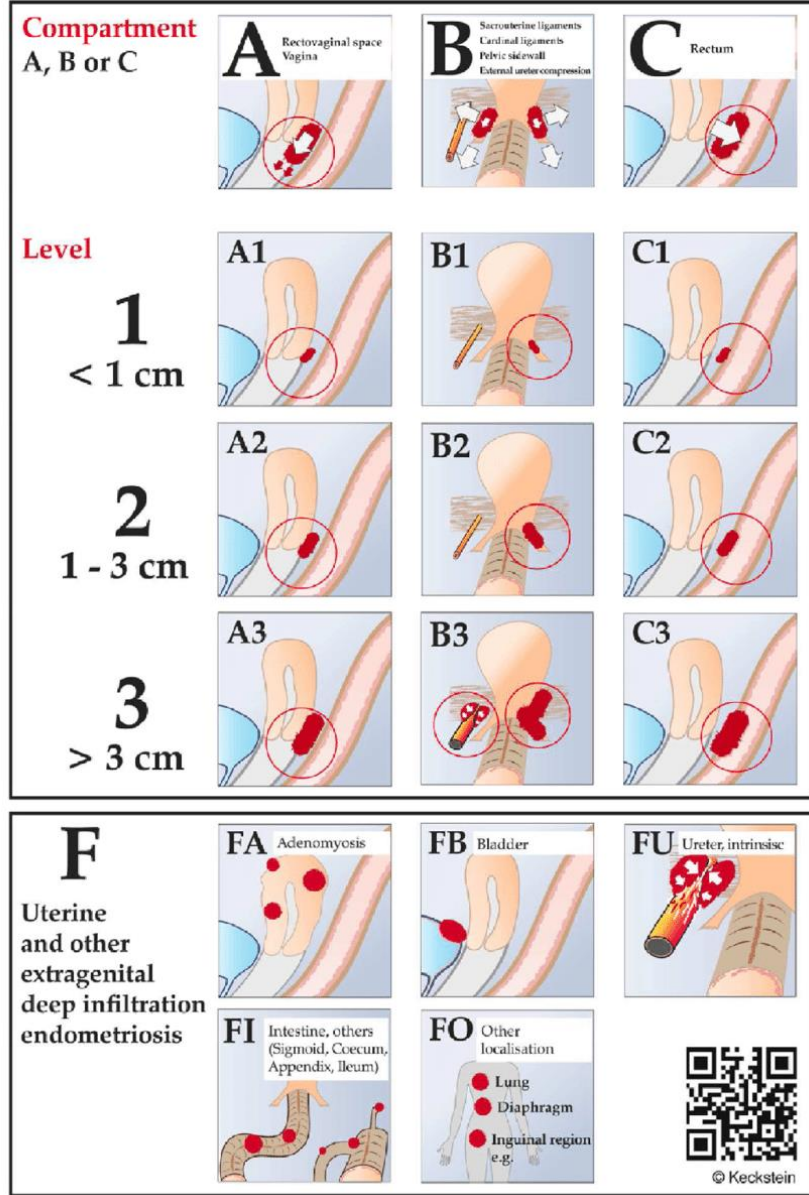 Compartment
A, B or C
A
Rectovaginal space
Vagina
B
Sacrouterine ligaments
Cardinal ligaments
Pelvic sidewall
External ureter compression
C
Rectum
Level
1
< 1 cm
A1
B1
C1
2
1 - 3 cm
A2
B2
C2
3
> 3 cm
A3
B3
C3
F
Uterine
and other
extragenital
deep infiltration
endometriosis
FA
Adenomyosis
FB
Bladder
FU
Ureter, intrinsisc
FI
Intestine, others
(Sigmoid, Coecum,
Appendix, Ileum)
FO
Other
localisation
Lung
Diaphragm
Inguinal region
e.g.
© Keckstein